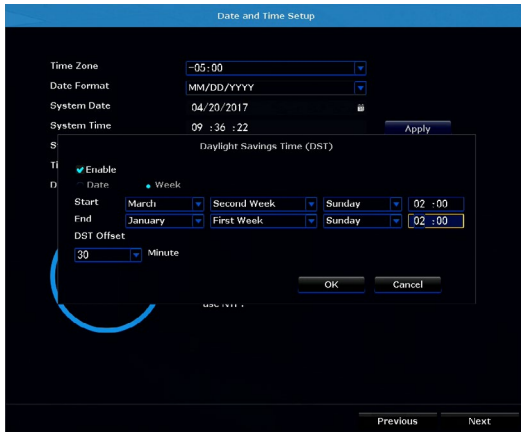 Date and Time Setup
Time Zone -05:00
Date Format MM/DD/YYYY
System Date 04/20/2017
System Time 09 :36 :22 Apply
Daylight Savings Time (DST)
Enable
Date Week
Start March Second Week Sunday 02 :00
End January First Week Sunday 02 :00
DST Offset
30 Minute
OK Cancel
Previous Next